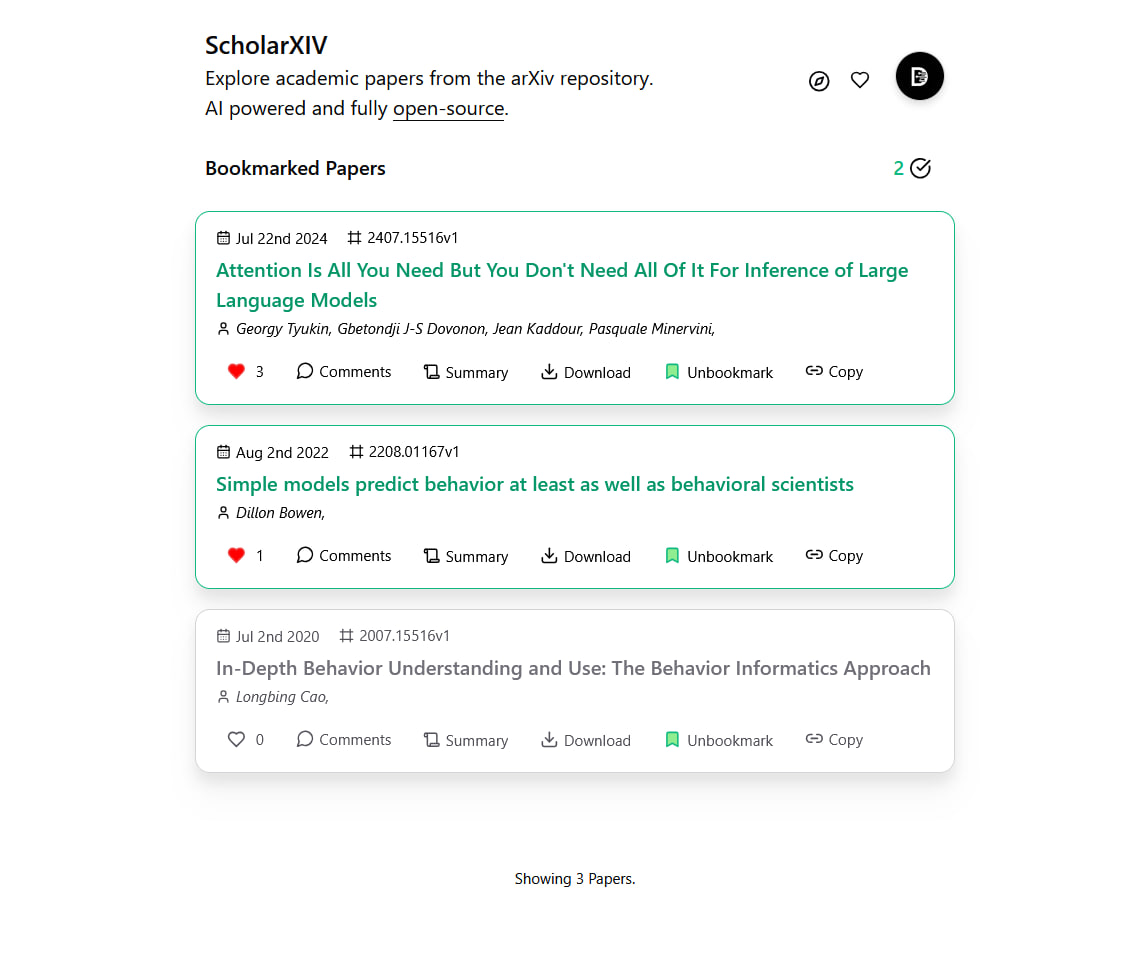 ScholarXIV
Explore academic papers from the arXiv repository.
AI powered and fully open-source.
Bookmarked Papers
2
Jul 22nd 2024 2407.15516v1
Attention Is All You Need But You Don't Need All Of It For Inference of Large
Language Models
Georgy Tyukin, Gbetondji J-S Dovonon, Jean Kaddour, Pasquale Minervini,
3 Comments Summary Download Unbookmark Copy
Aug 2nd 2022 2208.01167v1
Simple models predict behavior at least as well as behavioral scientists
Dillon Bowen,
1 Comments Summary Download Unbookmark Copy
Jul 2nd 2020 2007.15516v1
In-Depth Behavior Understanding and Use: The Behavior Informatics Approach
Longbing Cao,
0 Comments Summary Download Unbookmark Copy
Showing 3 Papers.